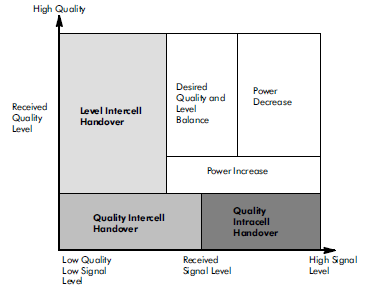 High Quality
Received
Quality
Level
Level Intercell
Handover
Desired
Quality and
Level
Balance
Power
Decrease
Power Increase
Quality Intercell
Handover
Quality
Intracell
Handover
Low Quality
Low Signal
Level
Received
Signal Level
High Signal
Level